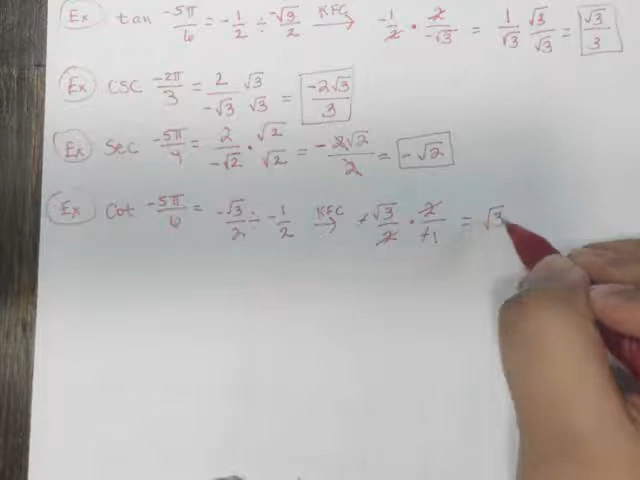 Ex tan -5π/6 = -1/2 ÷ -√3/2 KFC → -1/2 · 2/-√3 = 1/√3 √3/√3 = √3/3
Ex CSC -2π/3 = 2/-√3 √3/√3 = -2√3/3
Ex Sec -5π/4 = 2/-√2 · √2/√2 = -2√2/2 = -√2
Ex Cot -5π/6 = -√3/2 ÷ -1/2 KFC → +√3/2 · 2/+1 = √3